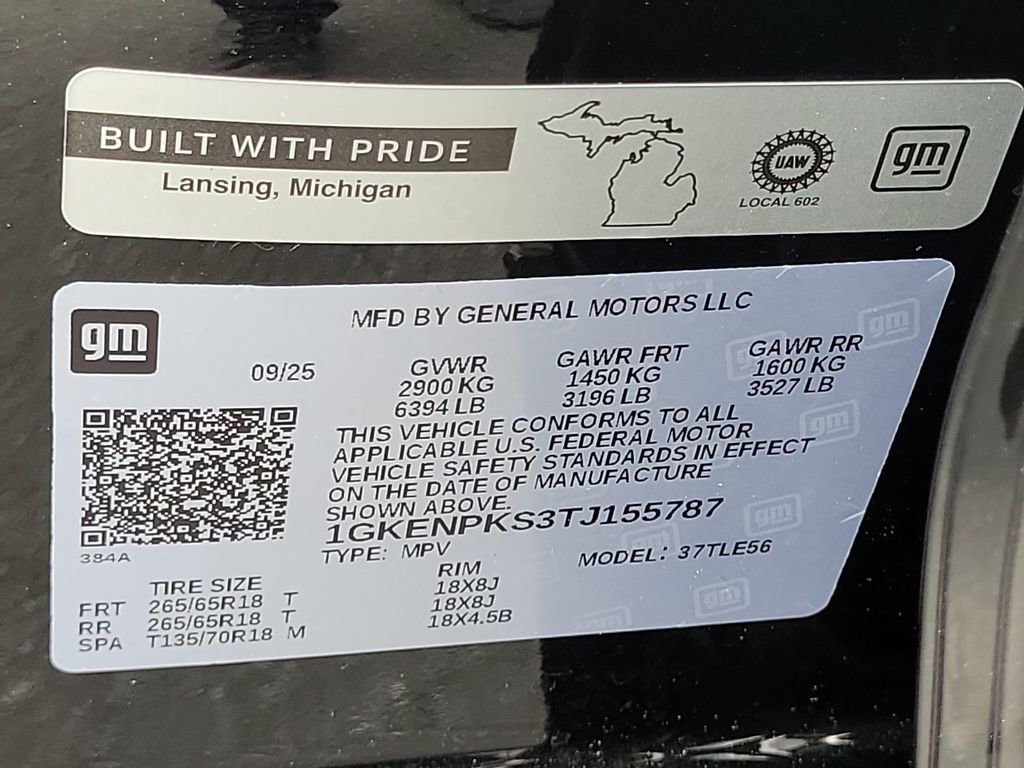 BUILT WITH PRIDE
Lansing, Michigan
UAW
LOCAL 602
gm
gm
MFD BY GENERAL MOTORS LLC
09/25 GVWR GAWR FRT GAWR RR
2900 KG 1450 KG 1600 KG
6394 LB 3196 LB 3527 LB
THIS VEHICLE CONFORMS TO ALL
APPLICABLE U.S. FEDERAL MOTOR
VEHICLE SAFETY STANDARDS IN EFFECT
ON THE DATE OF MANUFACTURE
SHOWN ABOVE.
1GKENPKS3TJ155787
TYPE: MPV MODEL: 37TLE56
384A
TIRE SIZE RIM
FRT 265/65R18 T 18X8J
RR 265/65R18 T 18X8J
SPA T135/70R18 M 18X4.5B